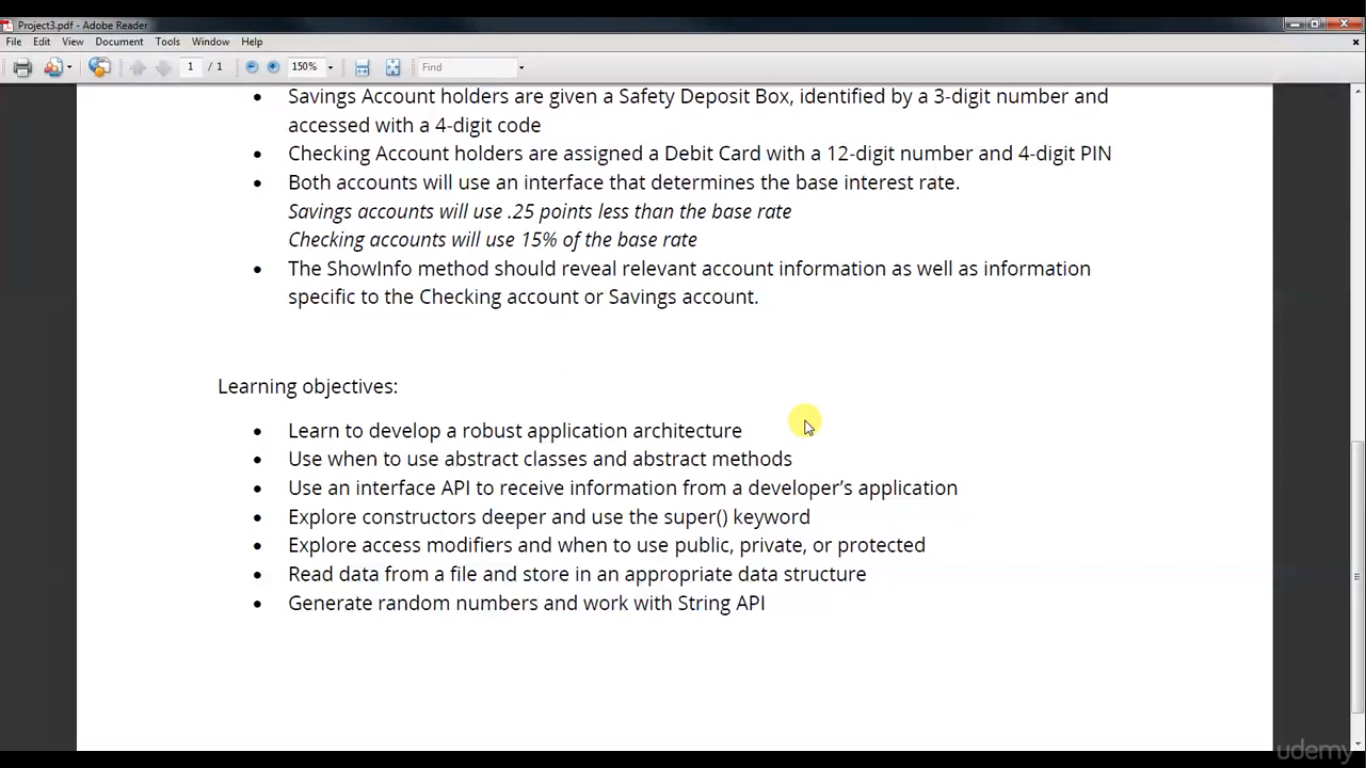 Project3.pdf - Adobe Reader
File Edit View Document Tools Window Help
1 / 1 150% Find
• Savings Account holders are given a Safety Deposit Box, identified by a 3-digit number and
accessed with a 4-digit code
• Checking Account holders are assigned a Debit Card with a 12-digit number and 4-digit PIN
• Both accounts will use an interface that determines the base interest rate.
Savings accounts will use .25 points less than the base rate
Checking accounts will use 15% of the base rate
• The ShowInfo method should reveal relevant account information as well as information
specific to the Checking account or Savings account.
Learning objectives:
• Learn to develop a robust application architecture
• Use when to use abstract classes and abstract methods
• Use an interface API to receive information from a developer’s application
• Explore constructors deeper and use the super() keyword
• Explore access modifiers and when to use public, private, or protected
• Read data from a file and store in an appropriate data structure
• Generate random numbers and work with String API
udemy